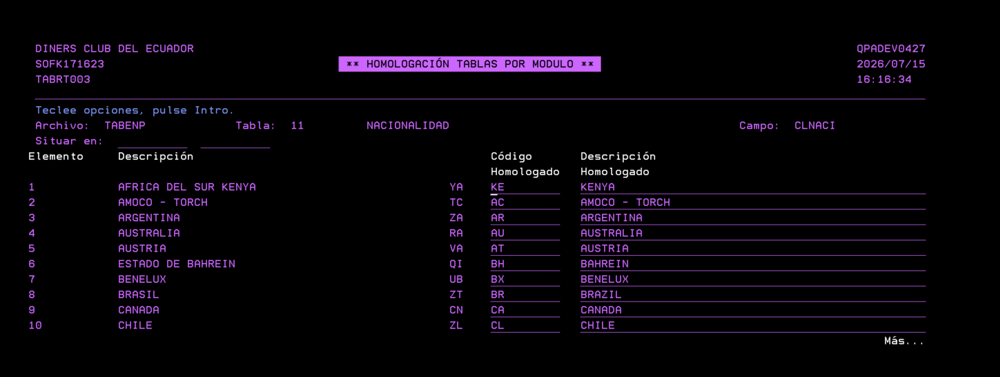 DINERS CLUB DEL ECUADOR QPADEV0427
SOFK171623 ** HOMOLOGACIÓN TABLAS POR MODULO ** 2026/07/15
TABRT003 16:16:34
Teclee opciones, pulse Intro.
Archivo: TABENP Tabla: 11 NACIONALIDAD Campo: CLNACI
Situar en:
Elemento Descripción Código Descripción
Homologado Homologado
1 AFRICA DEL SUR KENYA YA KE KENYA
2 AMOCO - TORCH TC AC AMOCO - TORCH
3 ARGENTINA ZA AR ARGENTINA
4 AUSTRALIA RA AU AUSTRALIA
5 AUSTRIA VA AT AUSTRIA
6 ESTADO DE BAHREIN QI BH BAHREIN
7 BENELUX UB BX BENELUX
8 BRASIL ZT BR BRAZIL
9 CANADA CN CA CANADA
10 CHILE ZL CL CHILE
Más...